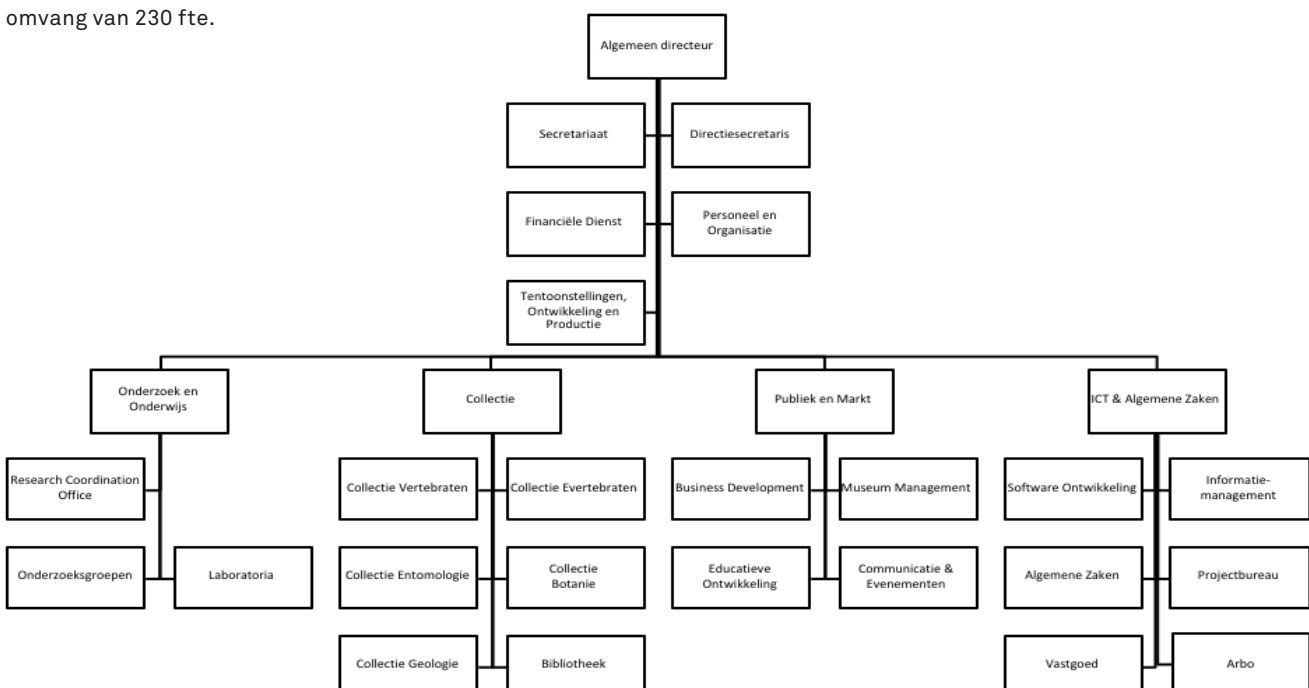 omvang van 230 fte.
Algemeen directeur
Secretariaat
Directiesecretaris
Financiële Dienst
Personeel en
Organisatie
Tentoonstellingen,
Ontwikkeling en
Productie
Onderzoek en
Onderwijs
Collectie
Publiek en Markt
ICT & Algemene Zaken
Research Coordination
Office
Collectie Vertebraten
Collectie Evertebraten
Business Development
Museum Management
Software Ontwikkeling
Informatie-
management
Onderzoeksgroepen
Laboratoria
Collectie Entomologie
Collectie
Botanie
Educatieve
Ontwikkeling
Communicatie &
Evenementen
Algemene Zaken
Projectbureau
Collectie Geologie
Bibliotheek
Vastgoed
Arbo